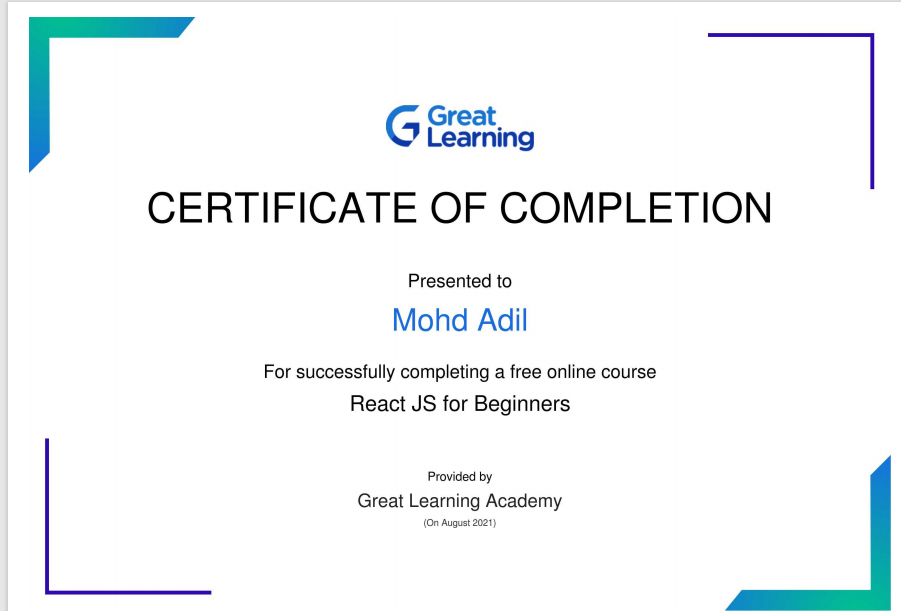 Great
Learning
CERTIFICATE OF COMPLETION
Presented to
Mohd Adil
For successfully completing a free online course
React JS for Beginners
Provided by
Great Learning Academy
(On August 2021)